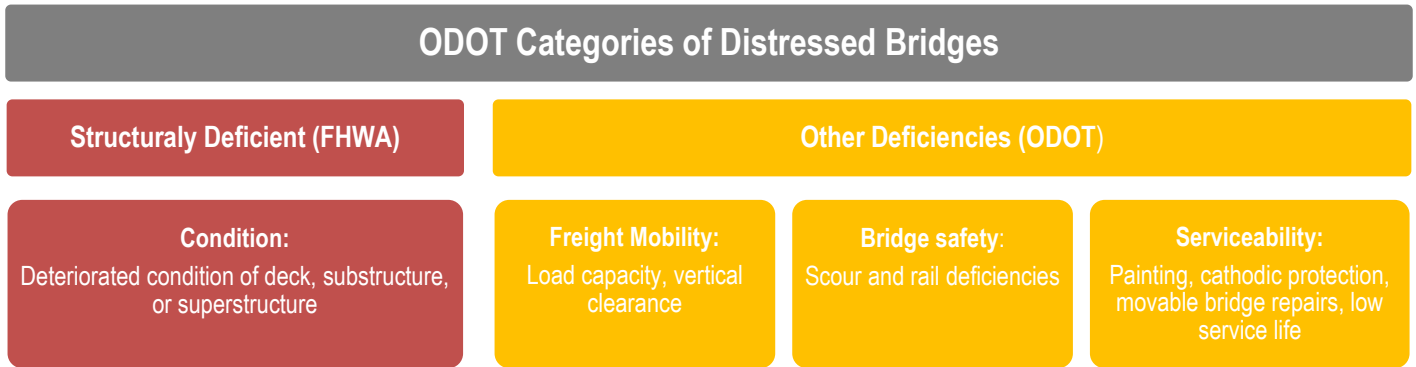 ODOT Categories of Distressed Bridges
Structuraly Deficient (FHWA)
Other Deficiencies (ODOT)
Condition:
Deteriorated condition of deck, substructure,
or superstructure
Freight Mobility:
Load capacity, vertical
clearance
Bridge safety:
Scour and rail deficiencies
Serviceability:
Painting, cathodic protection,
movable bridge repairs, low
service life